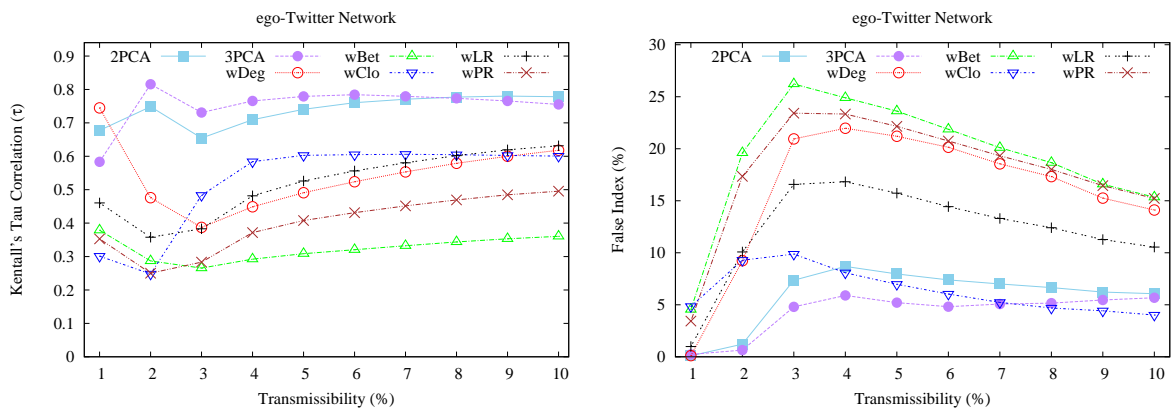 ego-Twitter Network
2PCA 3PCA wBet wLR
wDeg wClo wPR
0.9
0.8
0.7
0.6
0.5
0.4
0.3
0.2
0.1
0
Kentall's Tau Correlation (τ)
1 2 3 4 5 6 7 8 9 10
Transmissibility (%)
ego-Twitter Network
2PCA 3PCA wBet wLR
wDeg wClo wPR
30
25
20
15
10
5
0
False Index (%)
1 2 3 4 5 6 7 8 9 10
Transmissibility (%)